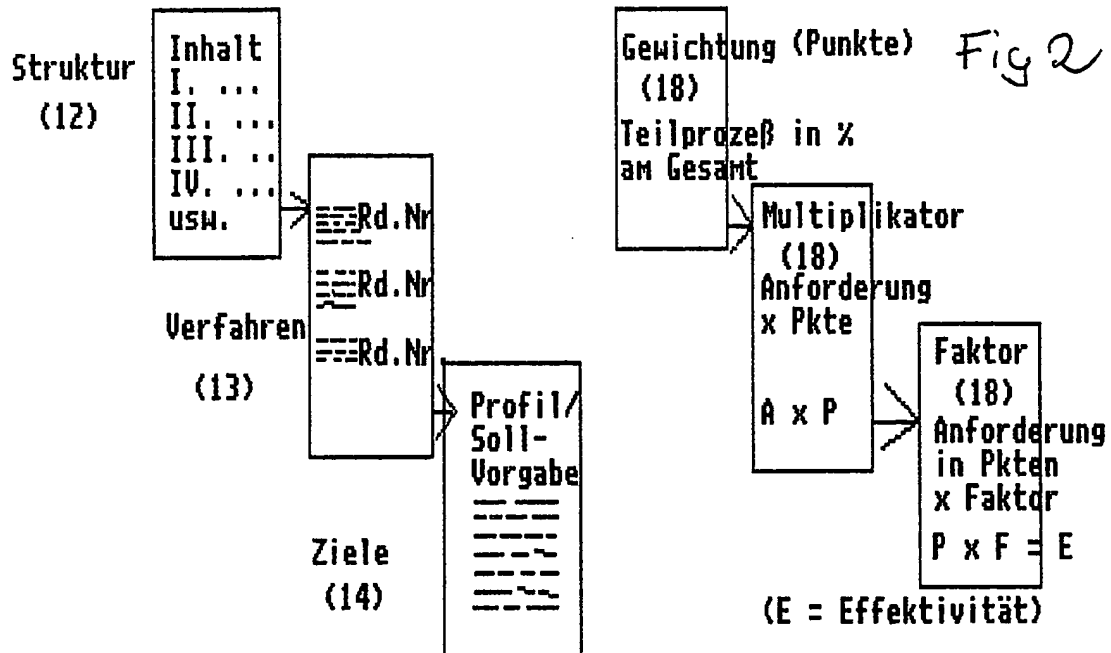 Struktur
(12)
Inhalt
I. ...
II. ...
III. ..
IV. ...
usw.
Verfahren
(13)
Rd.Nr
Rd.Nr
Rd.Nr
Ziele
(14)
Profil/
Soll-
Vorgabe
Gewichtung (Punkte)
(18)
Teilprozeß in %
am Gesamt
Multiplikator
(18)
Anforderung
x Pkte
A x P
Faktor
(18)
Anforderung
in Pkten
x Faktor
P x F = E
(E = Effektivität)
Fig 2